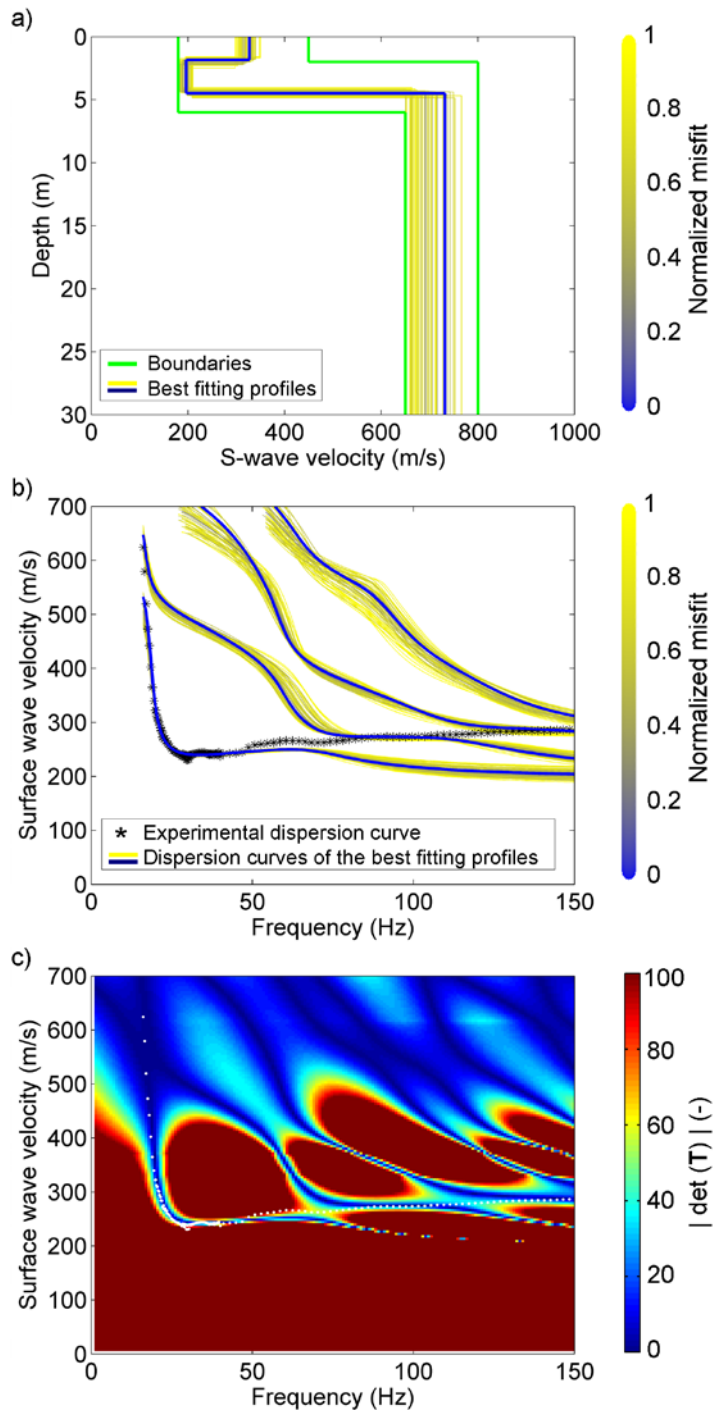 a)
0
5
10
15
20
25
30
Depth (m)
Boundaries
Best fitting profiles
0 200 400 600 800 1000
S-wave velocity (m/s)
1
0.8
0.6
0.4
0.2
0
Normalized misfit
b)
700
600
500
400
300
200
100
0
Surface wave velocity (m/s)
* Experimental dispersion curve
Dispersion curves of the best fitting profiles
0 50 100 150
Frequency (Hz)
1
0.8
0.6
0.4
0.2
0
Normalized misfit
c)
700
600
500
400
300
200
100
0
Surface wave velocity (m/s)
0 50 100 150
Frequency (Hz)
100
80
60
40
20
0
| det (T) | (-)